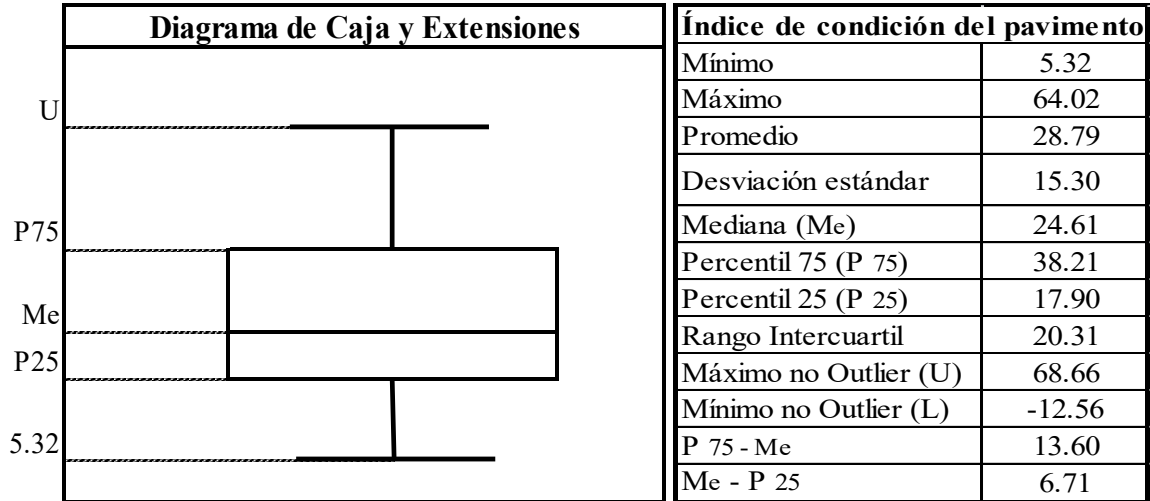 Diagrama de Caja y Extensiones
U
P75
Me
P25
5.32
Índice de condición del pavimento
Mínimo 5.32
Máximo 64.02
Promedio 28.79
Desviación estándar 15.30
Mediana (Me) 24.61
Percentil 75 (P 75) 38.21
Percentil 25 (P 25) 17.90
Rango Intercuartil 20.31
Máximo no Outlier (U) 68.66
Mínimo no Outlier (L) -12.56
P 75 - Me 13.60
Me - P 25 6.71